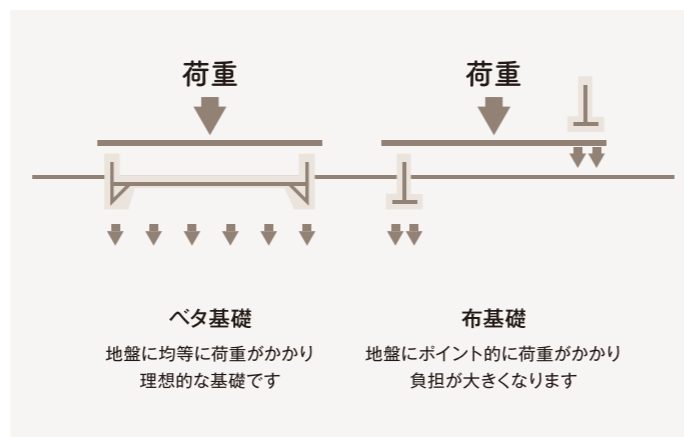 荷重
荷重
ベタ基礎
地盤に均等に荷重がかかり
理想的な基礎です
布基礎
地盤にポイント的に荷重がかかり
負担が大きくなります